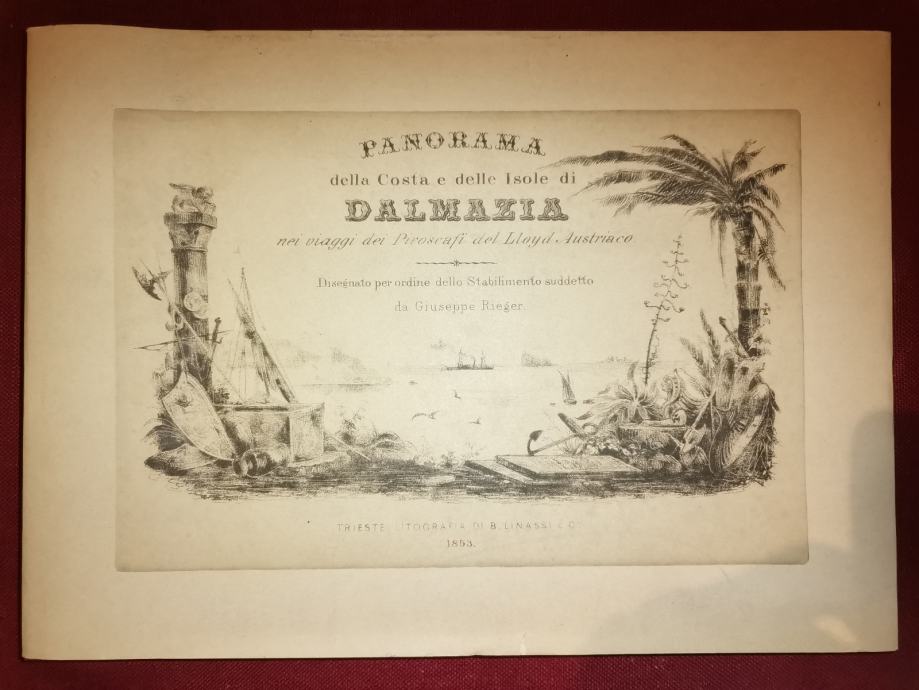 PANORAMA
della Costa e delle Isole di
DALMAZIA
nei viaggi dei Piroscafi del Lloyd Austriaco
Disegnato per ordine dello Stabilimento suddetto
da Giuseppe Rieger.
TRIESTE LITOGRAFIA DI B. LINASSI E C.
1853.